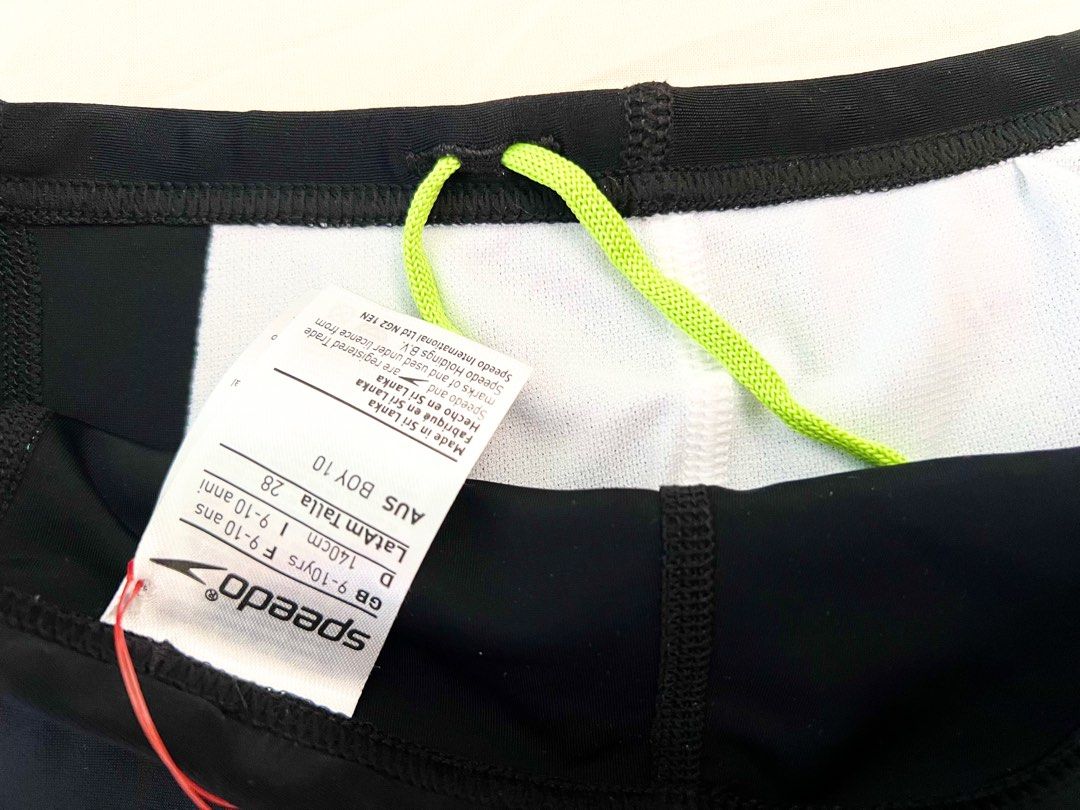 speedo®
GB 9-10yrs F 9-10 ans
D 140cm I 9-10 anni
LatAm Talla 28
AUS BOY 10
Made in Sri Lanka
Fabriqué en Sri Lanka
Hecho en Sri Lanka
Speedo and are registered Trade
marks of and used under licence from
Speedo Holdings B.V.
Speedo International Ltd NG2 1EN